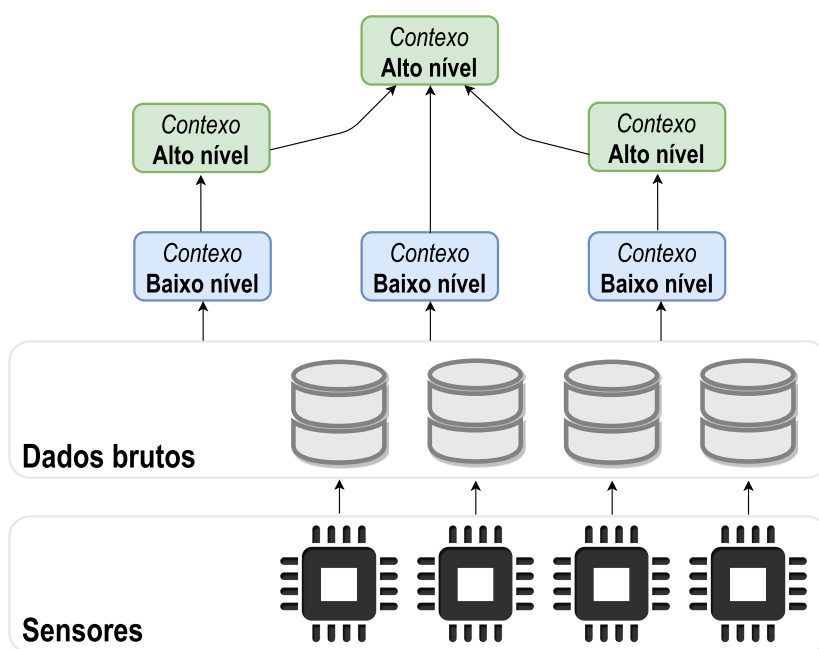 Contexo
Alto nível
Contexo
Alto nível
Contexo
Alto nível
Contexo
Baixo nível
Contexo
Baixo nível
Contexo
Baixo nível
Dados brutos
Sensores